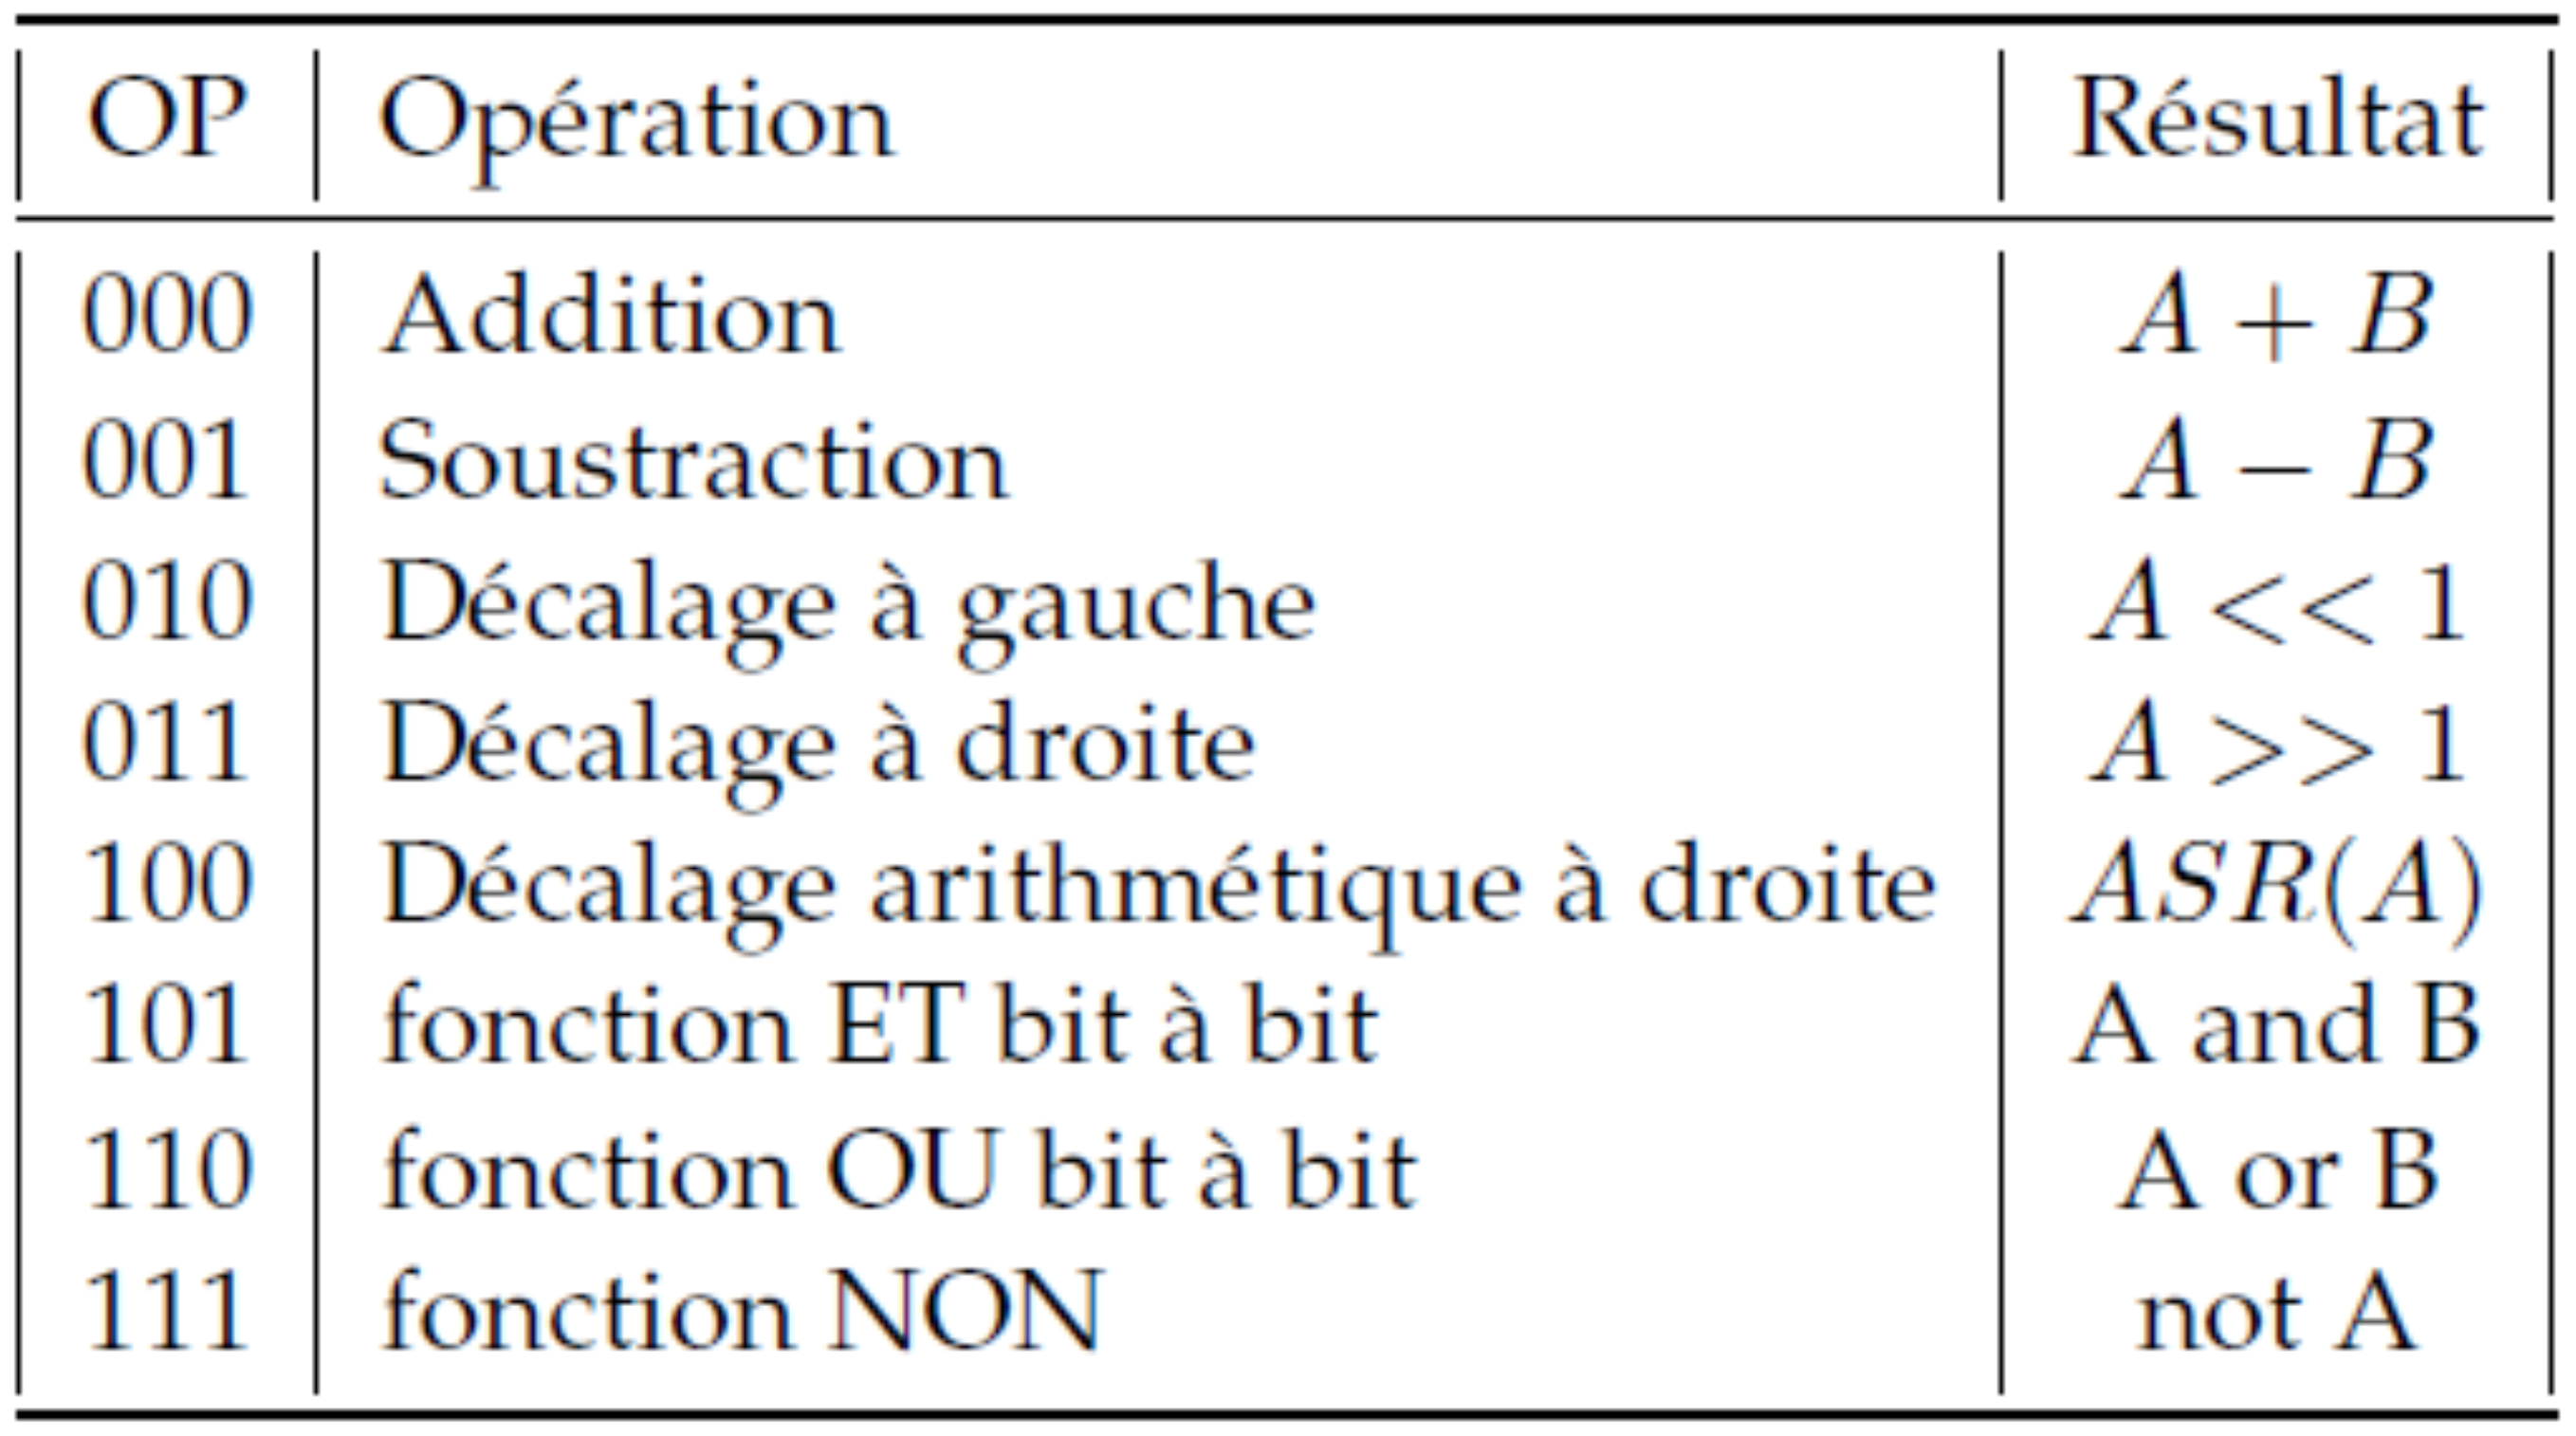 OP Opération Résultat
000 Addition A + B
001 Soustraction A − B
010 Décalage à gauche A << 1
011 Décalage à droite A >> 1
100 Décalage arithmétique à droite ASR(A)
101 fonction ET bit à bit A and B
110 fonction OU bit à bit A or B
111 fonction NON not A